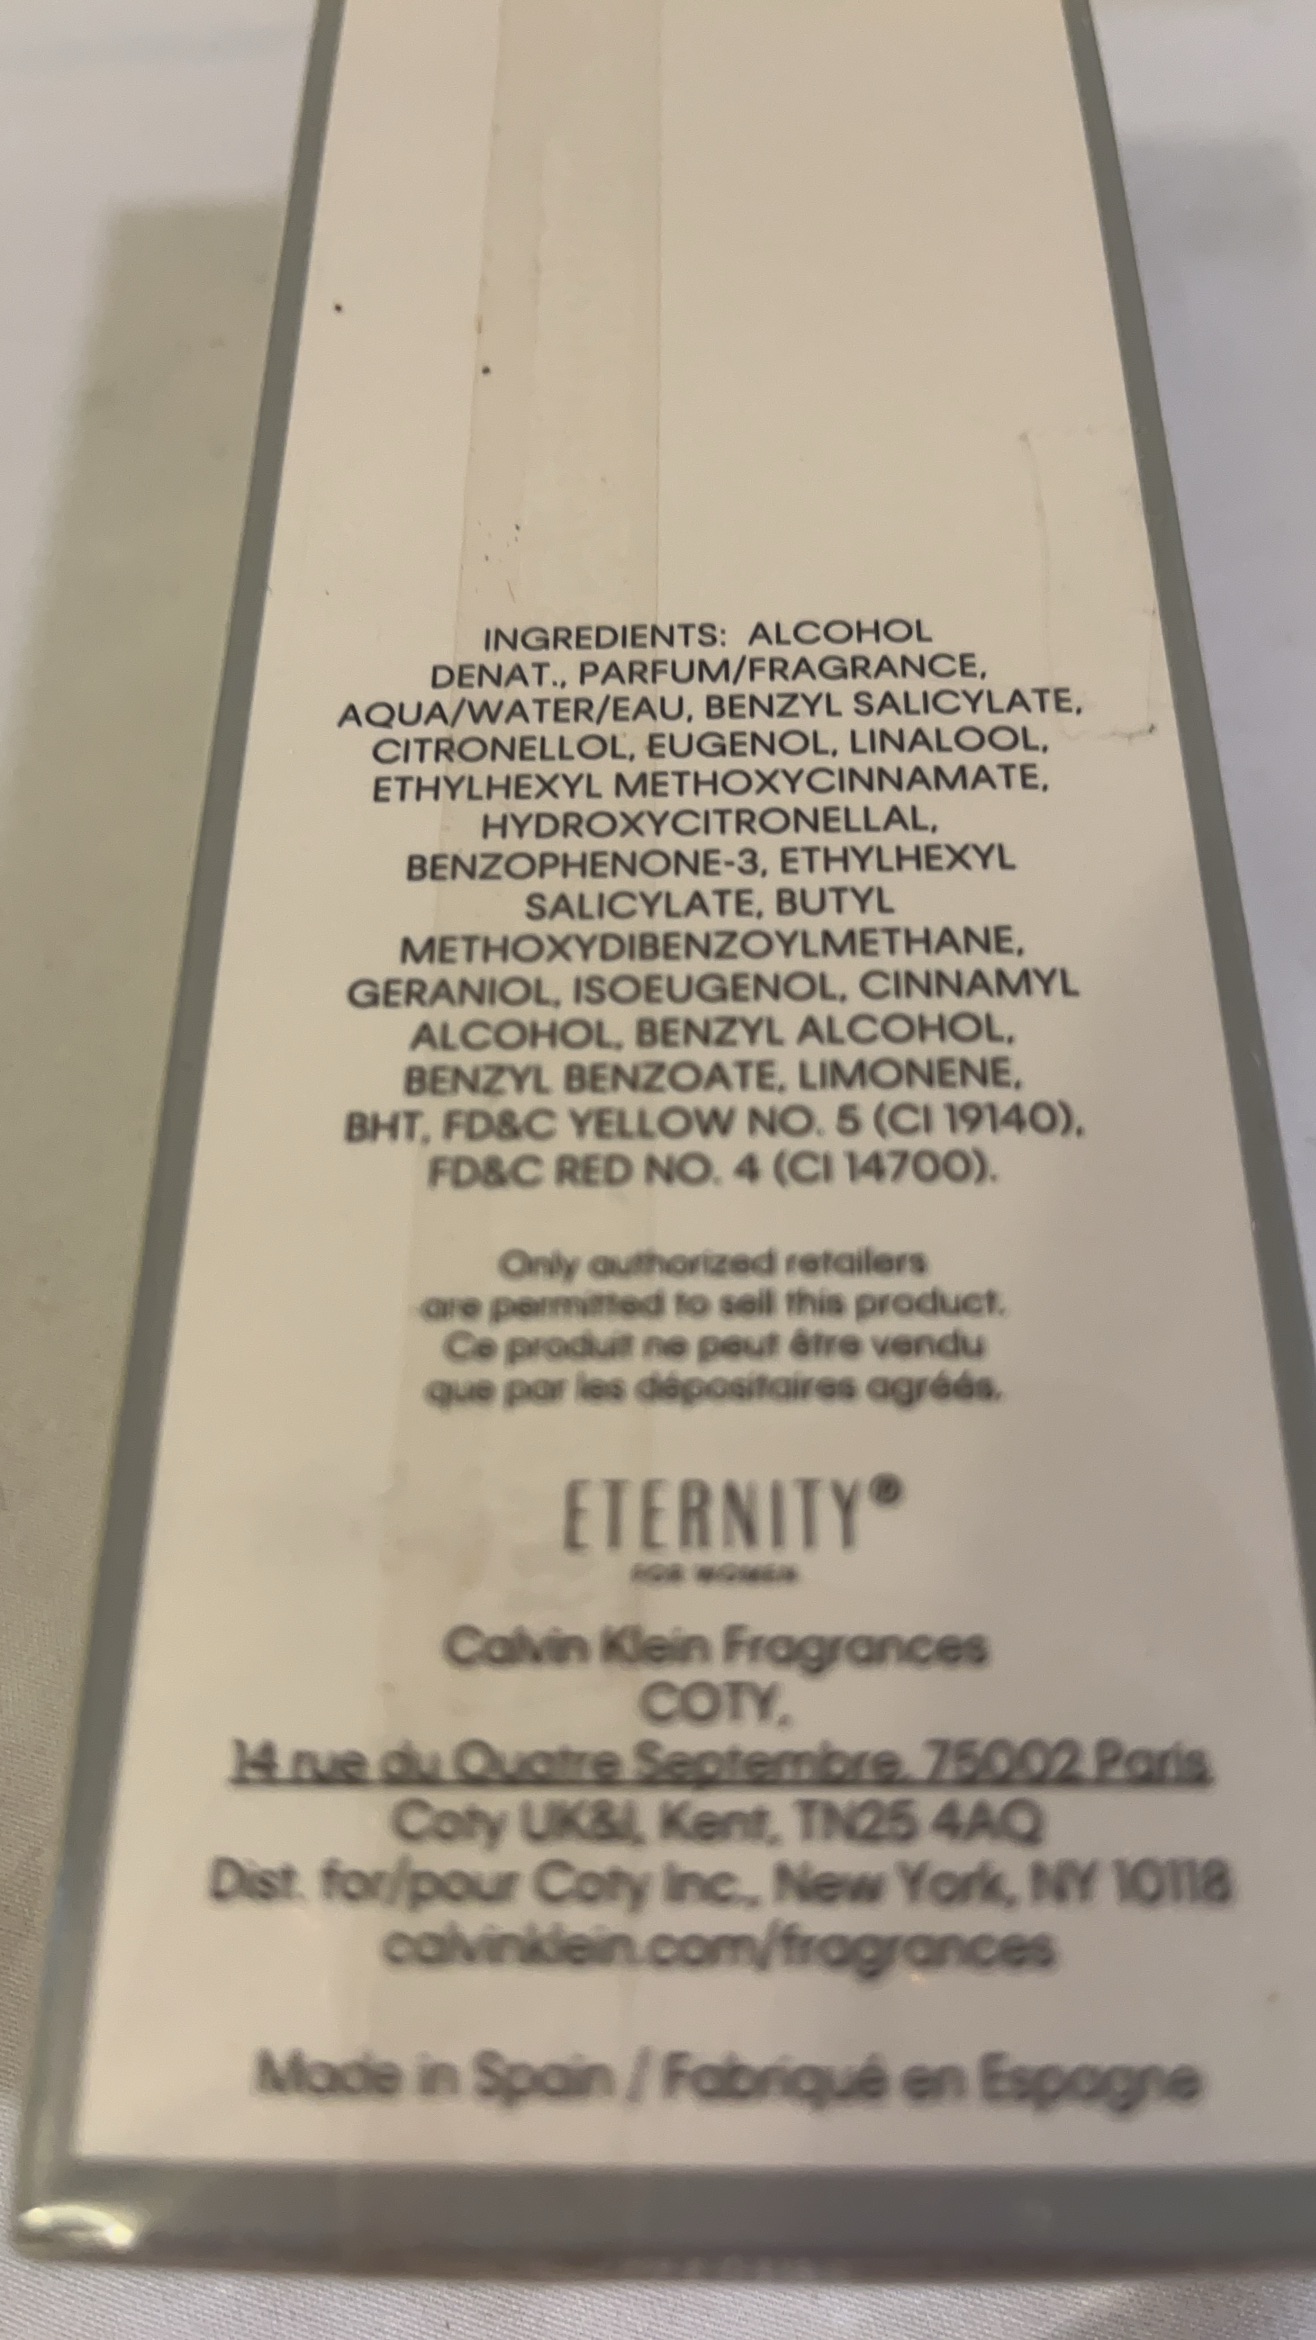 INGREDIENTS: ALCOHOL
DENAT., PARFUM/FRAGRANCE,
AQUA/WATER/EAU, BENZYL SALICYLATE,
CITRONELLOL, EUGENOL, LINALOOL,
ETHYLHEXYL METHOXYCINNAMATE,
HYDROXYCITRONELLAL,
BENZOPHENONE-3, ETHYLHEXYL
SALICYLATE, BUTYL
METHOXYDIBENZOYLMETHANE,
GERANIOL, ISOEUGENOL, CINNAMYL
ALCOHOL, BENZYL ALCOHOL,
BENZYL BENZOATE, LIMONENE,
BHT, FD&C YELLOW NO. 5 (CI 19140),
FD&C RED NO. 4 (CI 14700).
Only authorized retailers
are permitted to sell this product.
Ce produit ne peut être vendu
que par les dépositaires agréés.
ETERNITY®
FOR WOMEN
Calvin Klein Fragrances
COTY,
14 rue du Quatre Septembre, 75002 Paris
Coty UK&I, Kent, TN25 4AQ
Dist. for/pour Coty Inc., New York, NY 10118
calvinklein.com/fragrances
Made in Spain / Fabriqué en Espagne